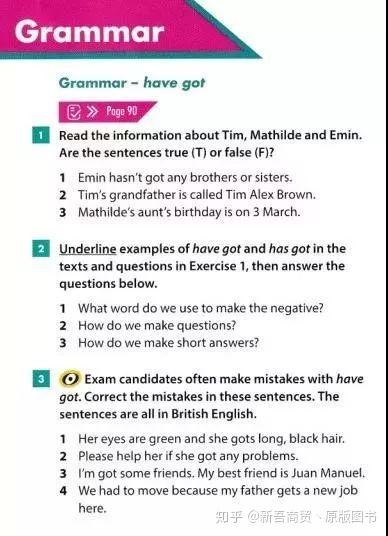 Grammar
Grammar – have got
Page 90
1 Read the information about Tim, Mathilde and Emin.
Are the sentences true (T) or false (F)?
1 Emin hasn't got any brothers or sisters.
2 Tim's grandfather is called Tim Alex Brown.
3 Mathilde's aunt's birthday is on 3 March.
2 Underline examples of have got and has got in the
texts and questions in Exercise 1, then answer the
questions below.
1 What word do we use to make the negative?
2 How do we make questions?
3 How do we make short answers?
3 Exam candidates often make mistakes with have
got. Correct the mistakes in these sentences. The
sentences are all in British English.
1 Her eyes are green and she gots long, black hair.
2 Please help her if she got any problems.
3 I'm got some friends. My best friend is Juan Manuel.
4 We had to move because my father gets a new job
here.
知乎 @新吾商贸、原版图书